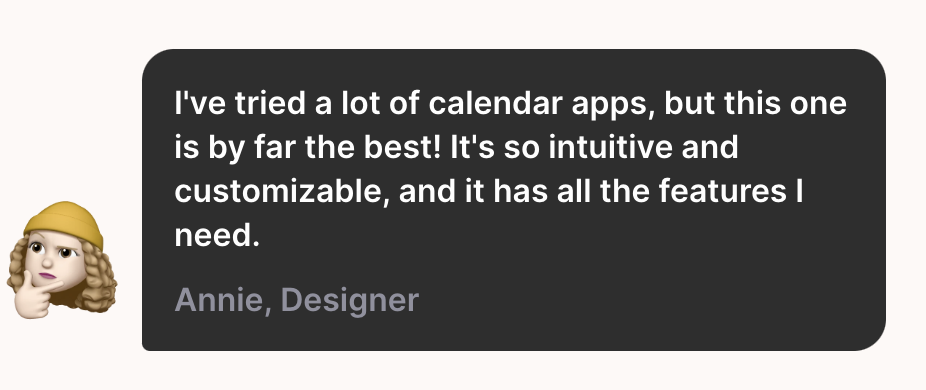 I've tried a lot of calendar apps, but this one
is by far the best! It's so intuitive and
customizable, and it has all the features I
need.
Annie, Designer